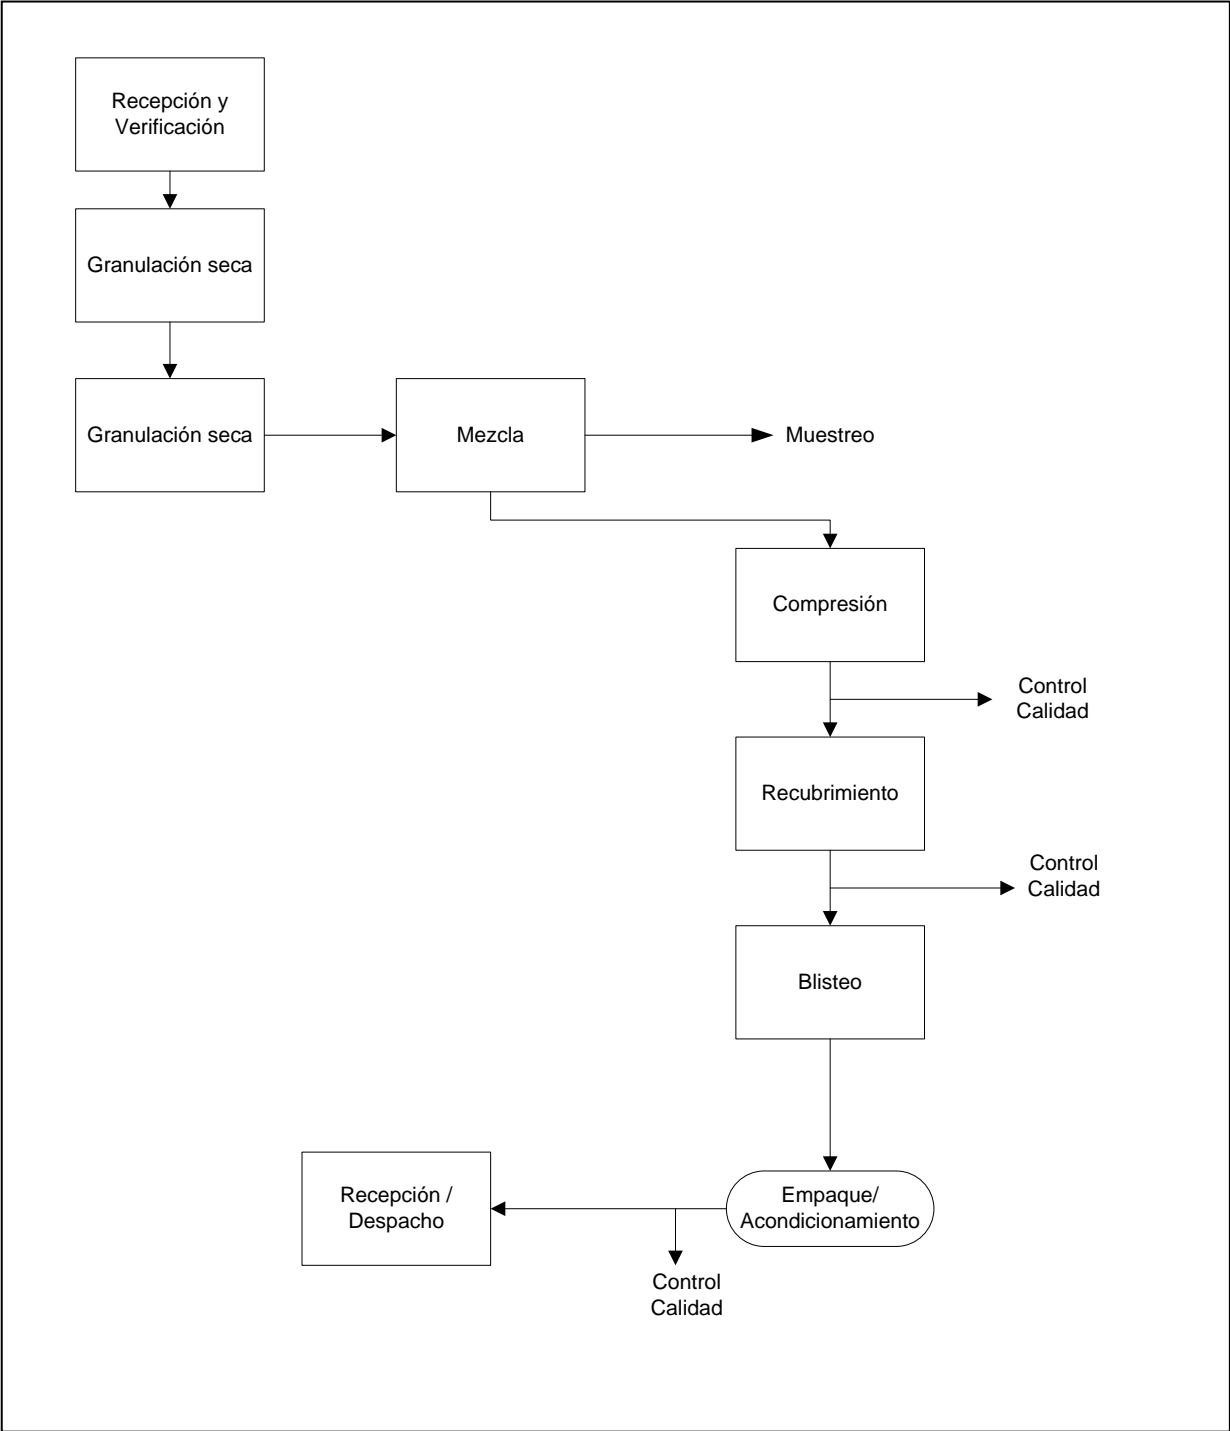 Recepción y
Verificación
Granulación seca
Granulación seca
Mezcla
Muestreo
Compresión
Control
Calidad
Recubrimiento
Control
Calidad
Blisteo
Empaque/
Acondicionamiento
Recepción /
Despacho
Control
Calidad